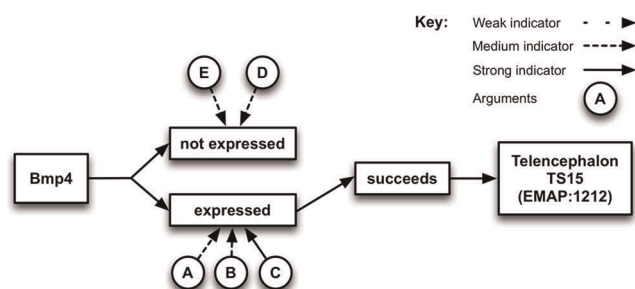 Key:
Weak indicator
Medium indicator
Strong indicator
Arguments
A
E
D
not expressed
Bmp4
expressed
succeeds
Telencephalon
TS15
(EMAP:1212)
A
B
C